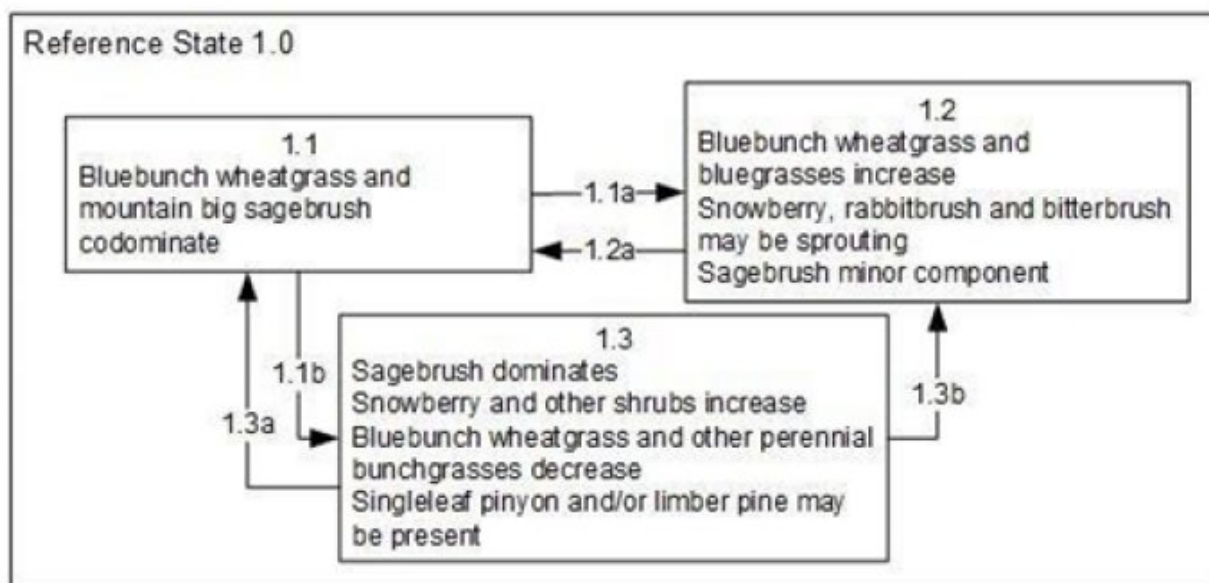 Reference State 1.0
1.1
Bluebunch wheatgrass and
mountain big sagebrush
codominate
1.1a
1.2a
1.2
Bluebunch wheatgrass and
bluegrasses increase
Snowberry, rabbitbrush and bitterbrush
may be sprouting
Sagebrush minor component
1.1b
1.3a
1.3
Sagebrush dominates
Snowberry and other shrubs increase
Bluebunch wheatgrass and other perennial
bunchgrasses decrease
Singleleaf pinyon and/or limber pine may
be present
1.3b